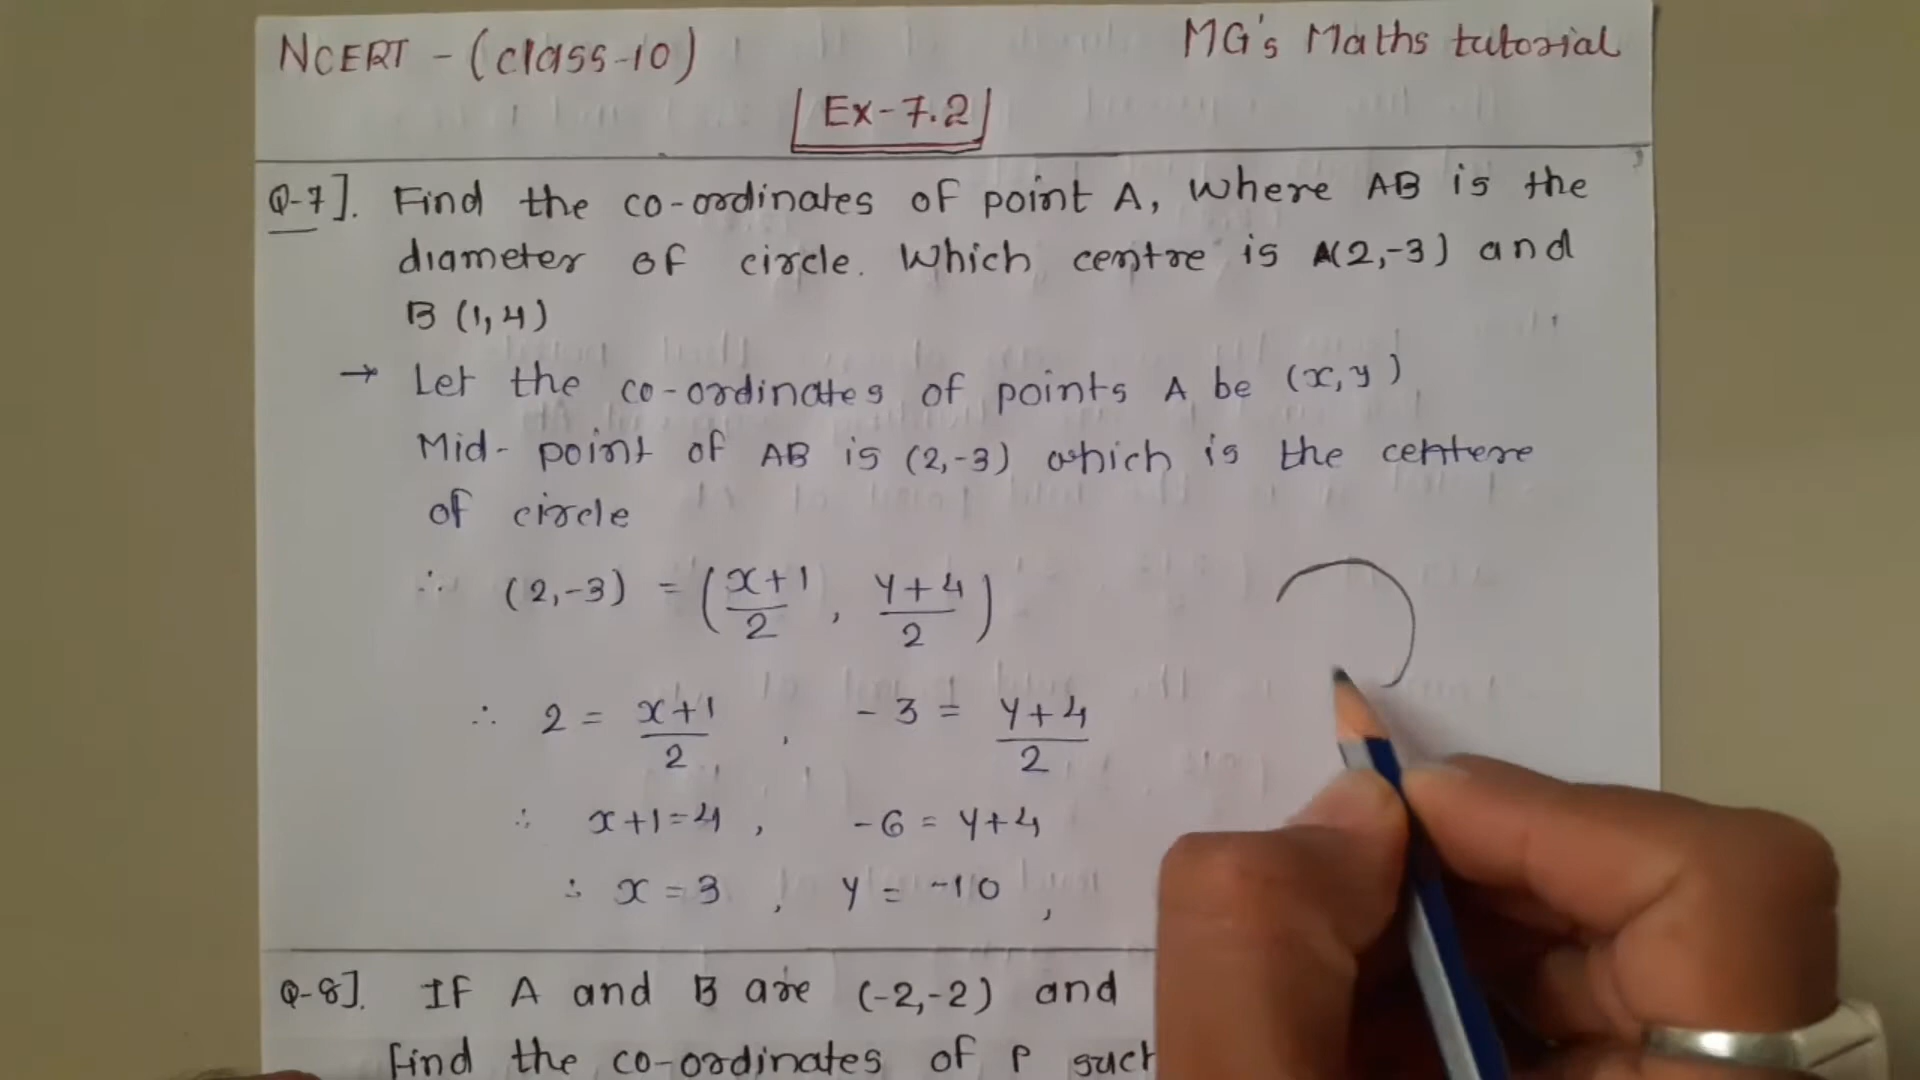 NCERT - (class-10)
MG's Maths tutorial
Ex-7.2
Q-7]. Find the co-ordinates of point A, Where AB is the
diameter of circle. Which centre is A(2,-3) and
B (1,4)
→ Let the co-ordinates of points A be (x,y)
Mid-point of AB is (2,-3) which is the centere
of circle
∴ (2,-3) = (x+1/2, y+4/2)
∴ 2 = x+1/2 , -3 = y+4/2
∴ x+1=4 , -6 = y+4
∴ x = 3 , y = -10 ,
Q-8]. IF A and B are (-2,-2) and
Find the co-ordinates of P such